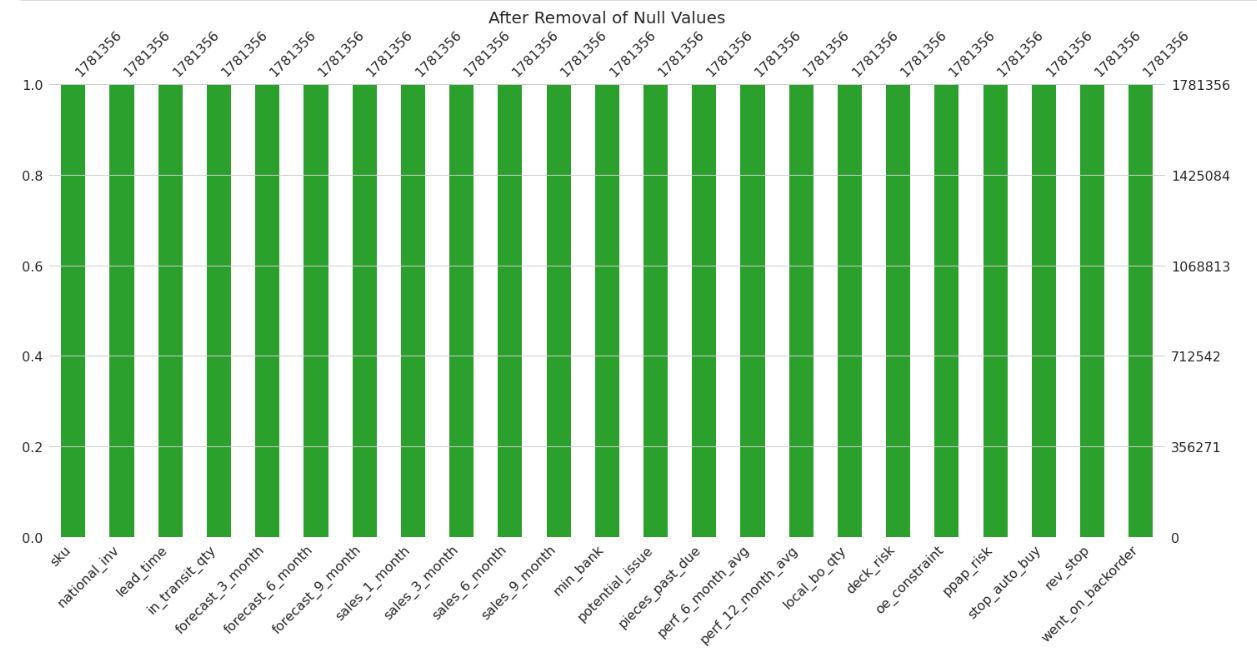 After Removal of Null Values
1781356 1781356 1781356 1781356 1781356 1781356 1781356 1781356 1781356 1781356 1781356 1781356 1781356 1781356 1781356 1781356 1781356 1781356 1781356 1781356 1781356 1781356 1781356
1.0 1781356
0.8 1425084
0.6 1068813
0.4 712542
0.2 356271
0.0 0
sku national_inv lead_time in_transit_qty forecast_3_month forecast_6_month forecast_9_month sales_1_month sales_3_month sales_6_month sales_9_month min_bank potential_issue pieces_past_due perf_6_month_avg perf_12_month_avg local_bo_qty deck_risk oe_constraint ppap_risk stop_auto_buy rev_stop went_on_backorder